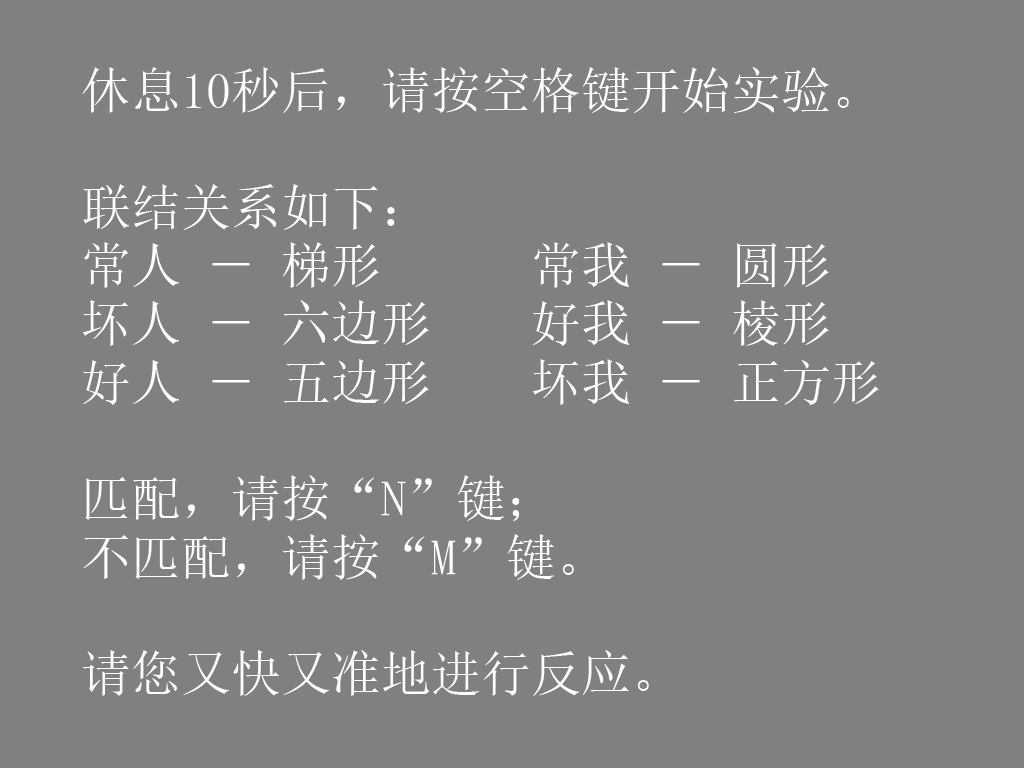 休息10秒后，请按空格键开始实验。
联结关系如下：
常人 － 梯形 常我 － 圆形
坏人 － 六边形 好我 － 棱形
好人 － 五边形 坏我 － 正方形
匹配，请按“N”键；
不匹配，请按“M”键。
请您又快又准地进行反应。